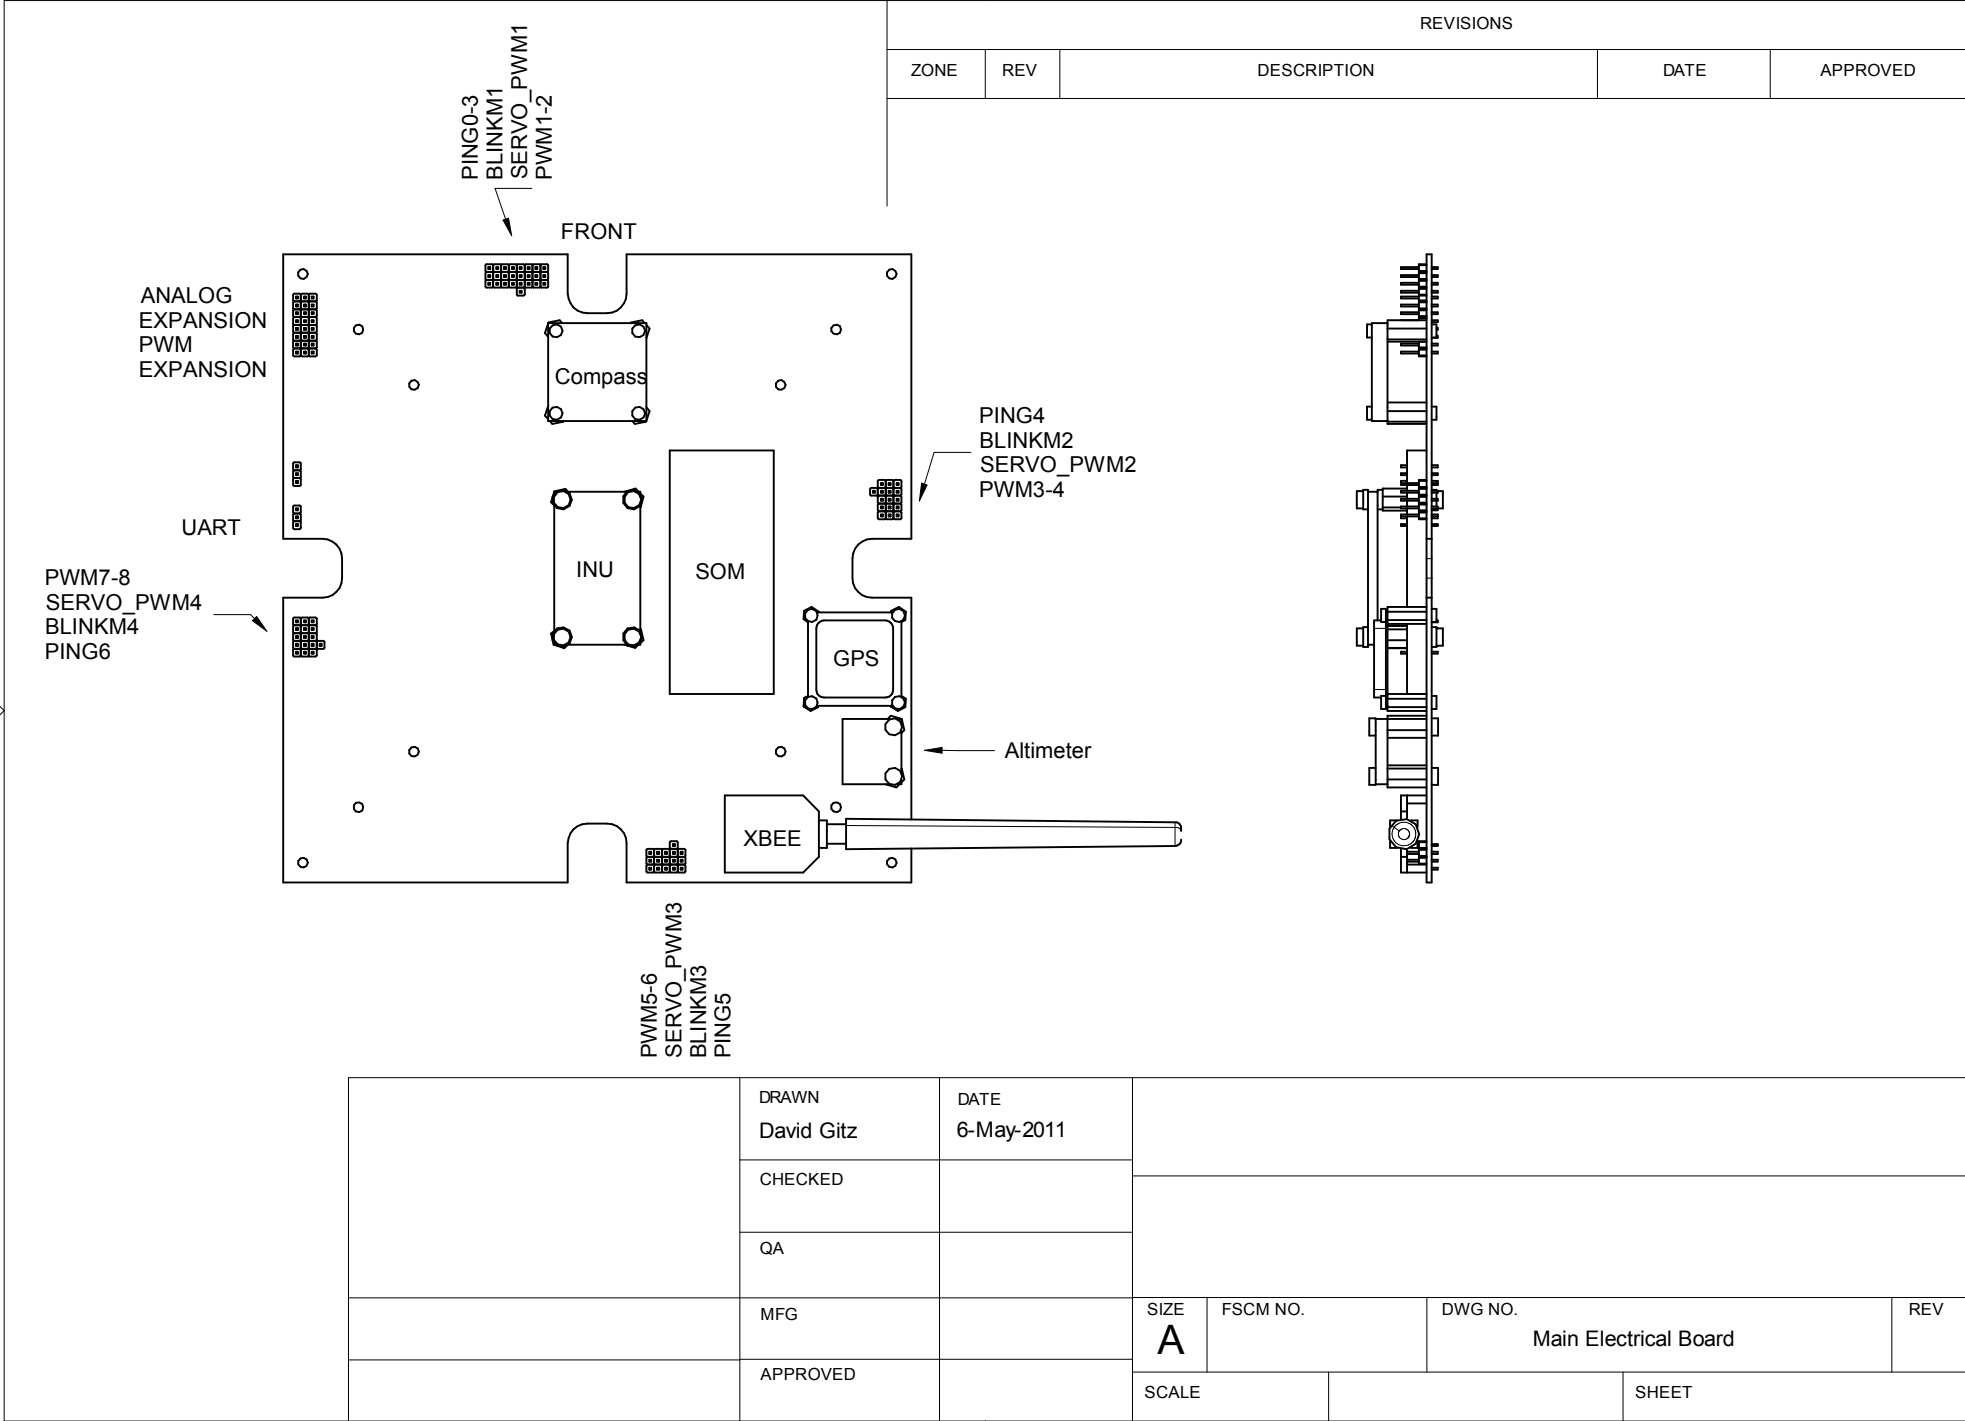 REVISIONS
ZONE
REV
DESCRIPTION
DATE
APPROVED
PING0-3
BLINKM1
SERVO_PWM1
PWM1-2
FRONT
ANALOG
EXPANSION
PWM
EXPANSION
Compass
PING4
BLINKM2
SERVO_PWM2
PWM3-4
UART
INU
SOM
PWM7-8
SERVO_PWM4
BLINKM4
PING6
GPS
Altimeter
XBEE
PWM5-6
SERVO_PWM3
BLINKM3
PING5
DRAWN
David Gitz
DATE
6-May-2011
CHECKED
QA
MFG
APPROVED
SIZE
A
FSCM NO.
DWG NO.
Main Electrical Board
REV
SCALE
SHEET